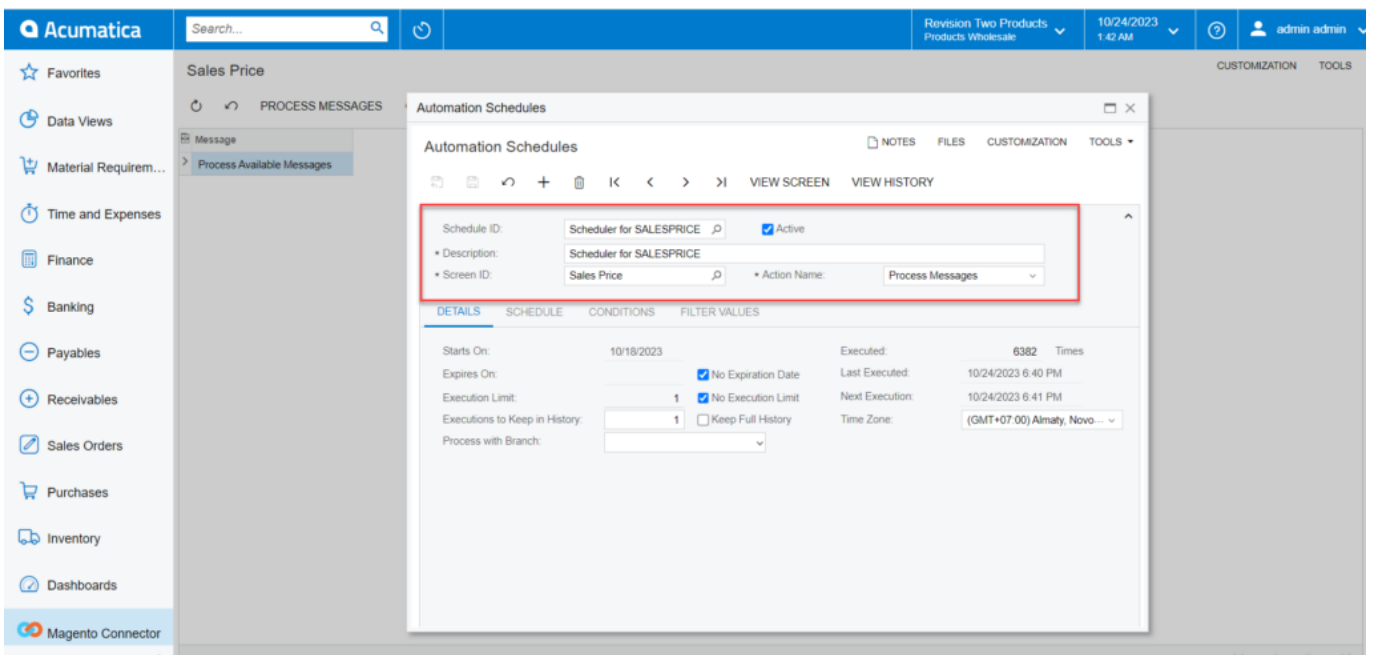 Acumatica
Search...
Revision Two Products
Products Wholesale
10/24/2023
1:42 AM
admin admin
Favorites
Data Views
Material Requirem...
Time and Expenses
Finance
Banking
Payables
Receivables
Sales Orders
Purchases
Inventory
Dashboards
Magento Connector
Sales Price
CUSTOMIZATION TOOLS
PROCESS MESSAGES
Message
Process Available Messages
Automation Schedules
Automation Schedules
NOTES FILES CUSTOMIZATION TOOLS
VIEW SCREEN VIEW HISTORY
Schedule ID: Scheduler for SALESPRICE Active
* Description: Scheduler for SALESPRICE
* Screen ID: Sales Price * Action Name: Process Messages
DETAILS SCHEDULE CONDITIONS FILTER VALUES
Starts On: 10/18/2023 Executed: 6382 Times
Expires On: No Expiration Date Last Executed: 10/24/2023 6:40 PM
Execution Limit: 1 No Execution Limit Next Execution: 10/24/2023 6:41 PM
Executions to Keep in History: 1 Keep Full History Time Zone: (GMT+07:00) Almaty, Novo...
Process with Branch: